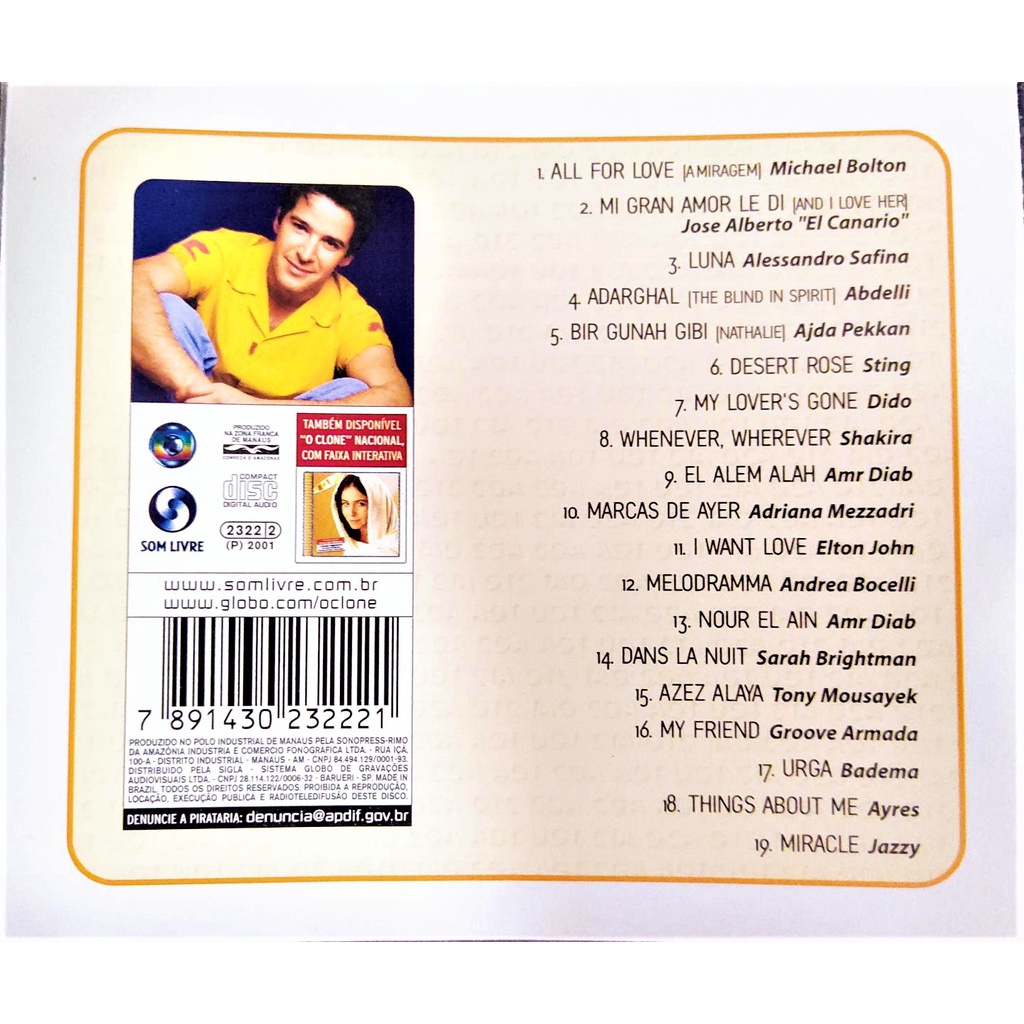 1. ALL FOR LOVE [A MIRAGEM] Michael Bolton
2. MI GRAN AMOR LE DI [AND I LOVE HER]
Jose Alberto "El Canario"
3. LUNA Alessandro Safina
4. ADARGHAL [THE BLIND IN SPIRIT] Abdelli
5. BIR GUNAH GIBI [NATHALIE] Ajda Pekkan
6. DESERT ROSE Sting
7. MY LOVER'S GONE Dido
8. WHENEVER, WHEREVER Shakira
9. EL ALEM ALAH Amr Diab
10. MARCAS DE AYER Adriana Mezzadri
11. I WANT LOVE Elton John
12. MELODRAMMA Andrea Bocelli
13. NOUR EL AIN Amr Diab
14. DANS LA NUIT Sarah Brightman
15. AZEZ ALAYA Tony Mousayek
16. MY FRIEND Groove Armada
17. URGA Badema
18. THINGS ABOUT ME Ayres
19. MIRACLE Jazzy
PRODUZIDO
NA ZONA FRANCA
DE MANAUS
CONHEÇA O AMAZONAS
TAMBÉM DISPONÍVEL
"O CLONE" NACIONAL,
COM FAIXA INTERATIVA
COMPACT
disc
DIGITAL AUDIO
2322 2
(P) 2001
SOM LIVRE
www.somlivre.com.br
www.globo.com/oclone
7 891430 232221
PRODUZIDO NO POLO INDUSTRIAL DE MANAUS PELA SONOPRESS-RIMO
DA AMAZÔNIA INDUSTRIA E COMERCIO FONOGRÁFICA LTDA. - RUA IÇÁ,
100-A - DISTRITO INDUSTRIAL - MANAUS - AM - CNPJ 84.494.129/0001-93.
DISTRIBUIDO PELA SIGLA - SISTEMA GLOBO DE GRAVAÇÕES
AUDIOVISUAIS LTDA. - CNPJ 28.114.122/0006-32 - BARUERI - SP. MADE IN
BRAZIL. TODOS OS DIREITOS RESERVADOS. PROIBIDA A REPRODUÇÃO,
LOCAÇÃO, EXECUÇÃO PUBLICA E RADIOTELEDIFUSÃO DESTE DISCO.
DENUNCIE A PIRATARIA: denuncia@apdif.gov.br